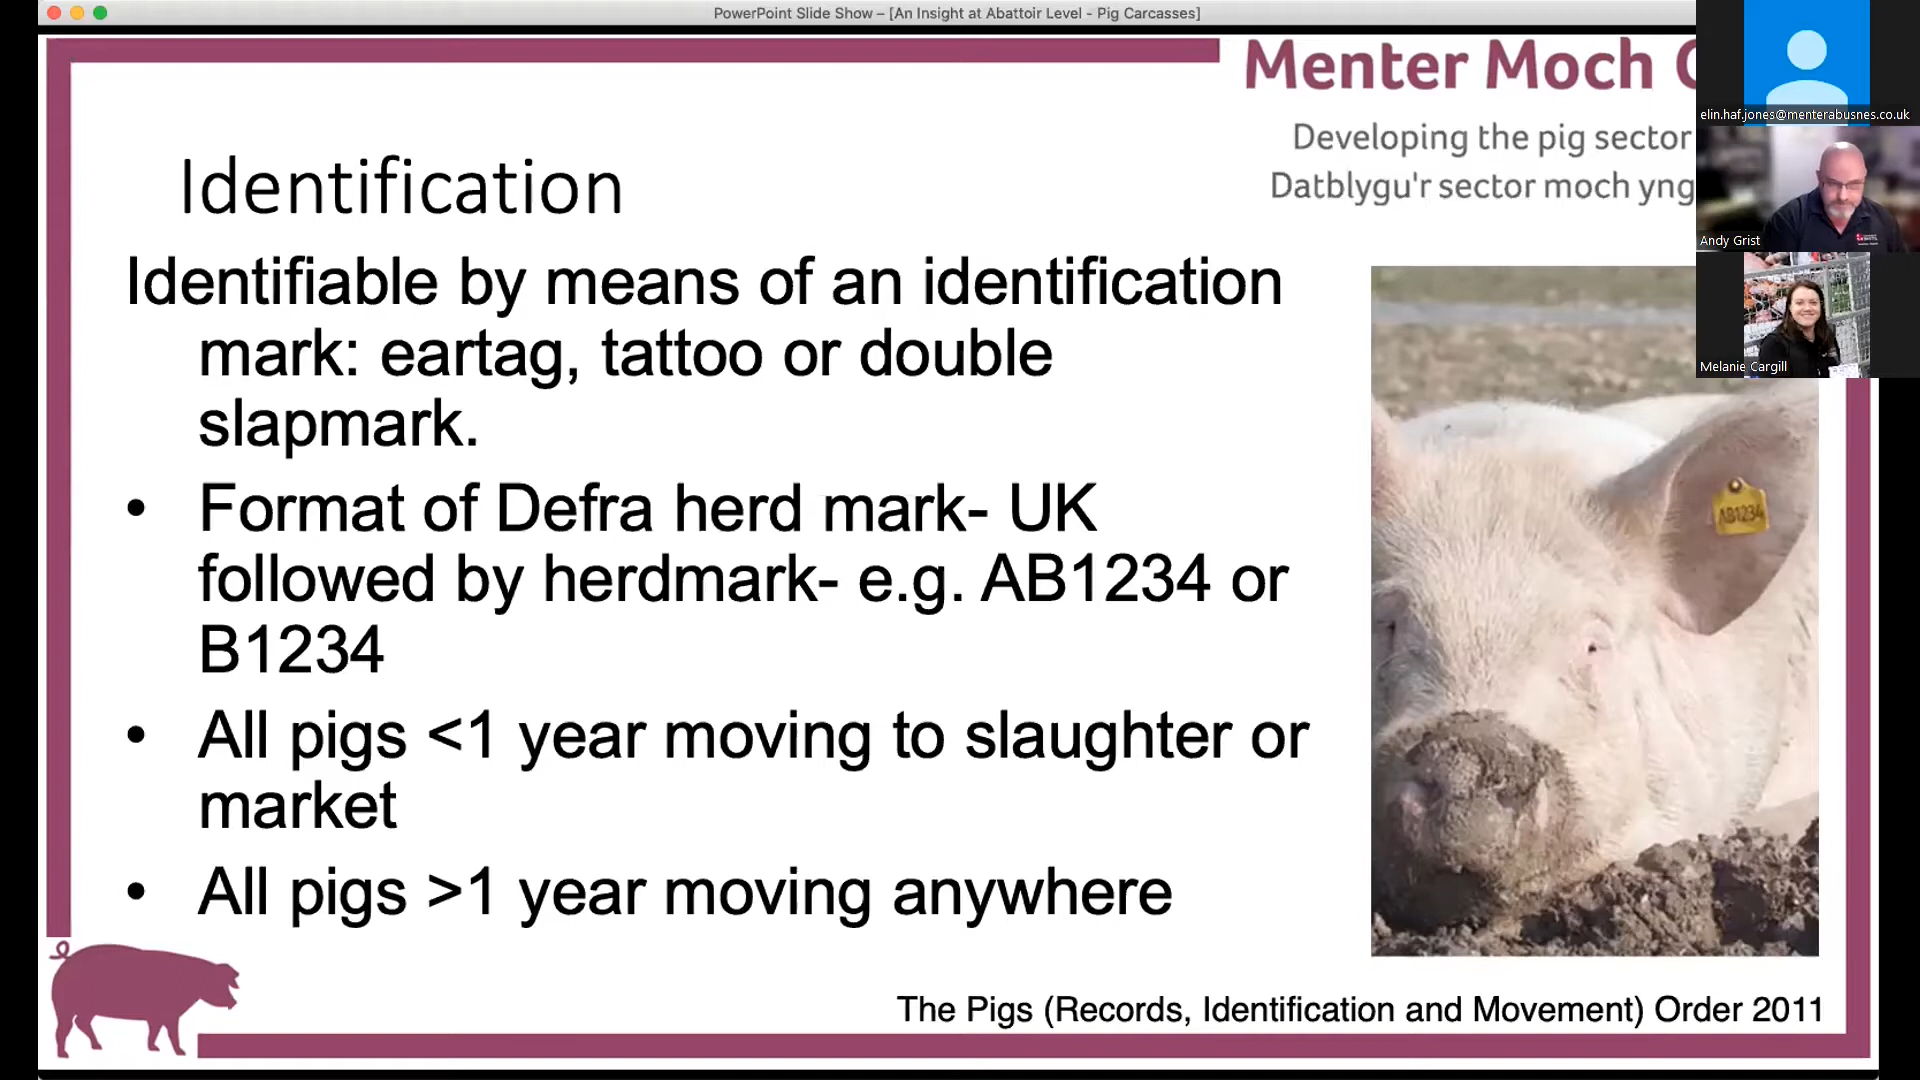 PowerPoint Slide Show – [An Insight at Abattoir Level - Pig Carcasses]
Menter Moch
Developing the pig sector
Datblygu'r sector moch yng
elin.haf.jones@menterabusnes.co.uk
Andy Grist
Melanie Cargill
Identification
Identifiable by means of an identification
mark: eartag, tattoo or double
slapmark.
• Format of Defra herd mark- UK
followed by herdmark- e.g. AB1234 or
B1234
• All pigs <1 year moving to slaughter or
market
• All pigs >1 year moving anywhere
AB1234
The Pigs (Records, Identification and Movement) Order 2011